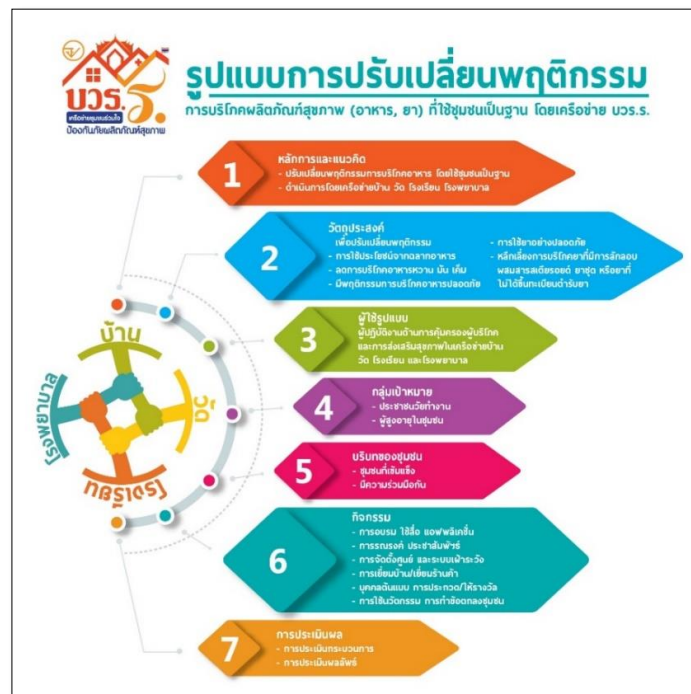 บวร.ร.
เครือข่ายชุมชนร่วมใจ
ป้องกันภัยผลิตภัณฑ์สุขภาพ
รูปแบบการปรับเปลี่ยนพฤติกรรม
การบริโภคผลิตภัณฑ์สุขภาพ (อาหาร, ยา) ที่ใช้ชุมชนเป็นฐาน โดยเครือข่าย บวร.ร.
1
หลักการและแนวคิด
- ปรับเปลี่ยนพฤติกรรมการบริโภคอาหาร โดยใช้ชุมชนเป็นฐาน
- ดำเนินการโดยเครือข่ายบ้าน วัด โรงเรียน โรงพยาบาล
2
วัตถุประสงค์
เพื่อปรับเปลี่ยนพฤติกรรม
- การใช้ประโยชน์จากฉลากอาหาร
- ลดการบริโภคอาหารหวาน มัน เค็ม
- มีพฤติกรรมการบริโภคอาหารปลอดภัย
- การใช้ยาอย่างปลอดภัย
- หลีกเลี่ยงการบริโภคยาที่มีการลักลอบ
ผสมสารสเตียรอยด์ ยาชุด หรือยาที่
ไม่ได้ขึ้นทะเบียนตำรับยา
3
ผู้ใช้รูปแบบ
ผู้ปฏิบัติงานด้านการคุ้มครองผู้บริโภค
และการส่งเสริมสุขภาพในเครือข่ายบ้าน
วัด โรงเรียน และโรงพยาบาล
บ้าน
วัด
โรงเรียน
โรงพยาบาล
4
กลุ่มเป้าหมาย
- ประชาชนวัยทำงาน
- ผู้สูงอายุในชุมชน
5
บริบทของชุมชน
- ชุมชนที่เข้มแข็ง
- มีความร่วมมือกัน
6
กิจกรรม
- การอบรม ใช้สื่อ แอฟพลิเคชั่น
- การรณรงค์ ประชาสัมพันธ์
- การจัดตั้งศูนย์ และระบบเฝ้าระวัง
- การเยี่ยมบ้าน/เยี่ยมร้านค้า
- บุคคลต้นแบบ การประกวด/ให้รางวัล
- การใช้นวัตกรรม การทำข้อตกลงชุมชน
7
การประเมินผล
- การประเมินกระบวนการ
- การประเมินผลลัพธ์